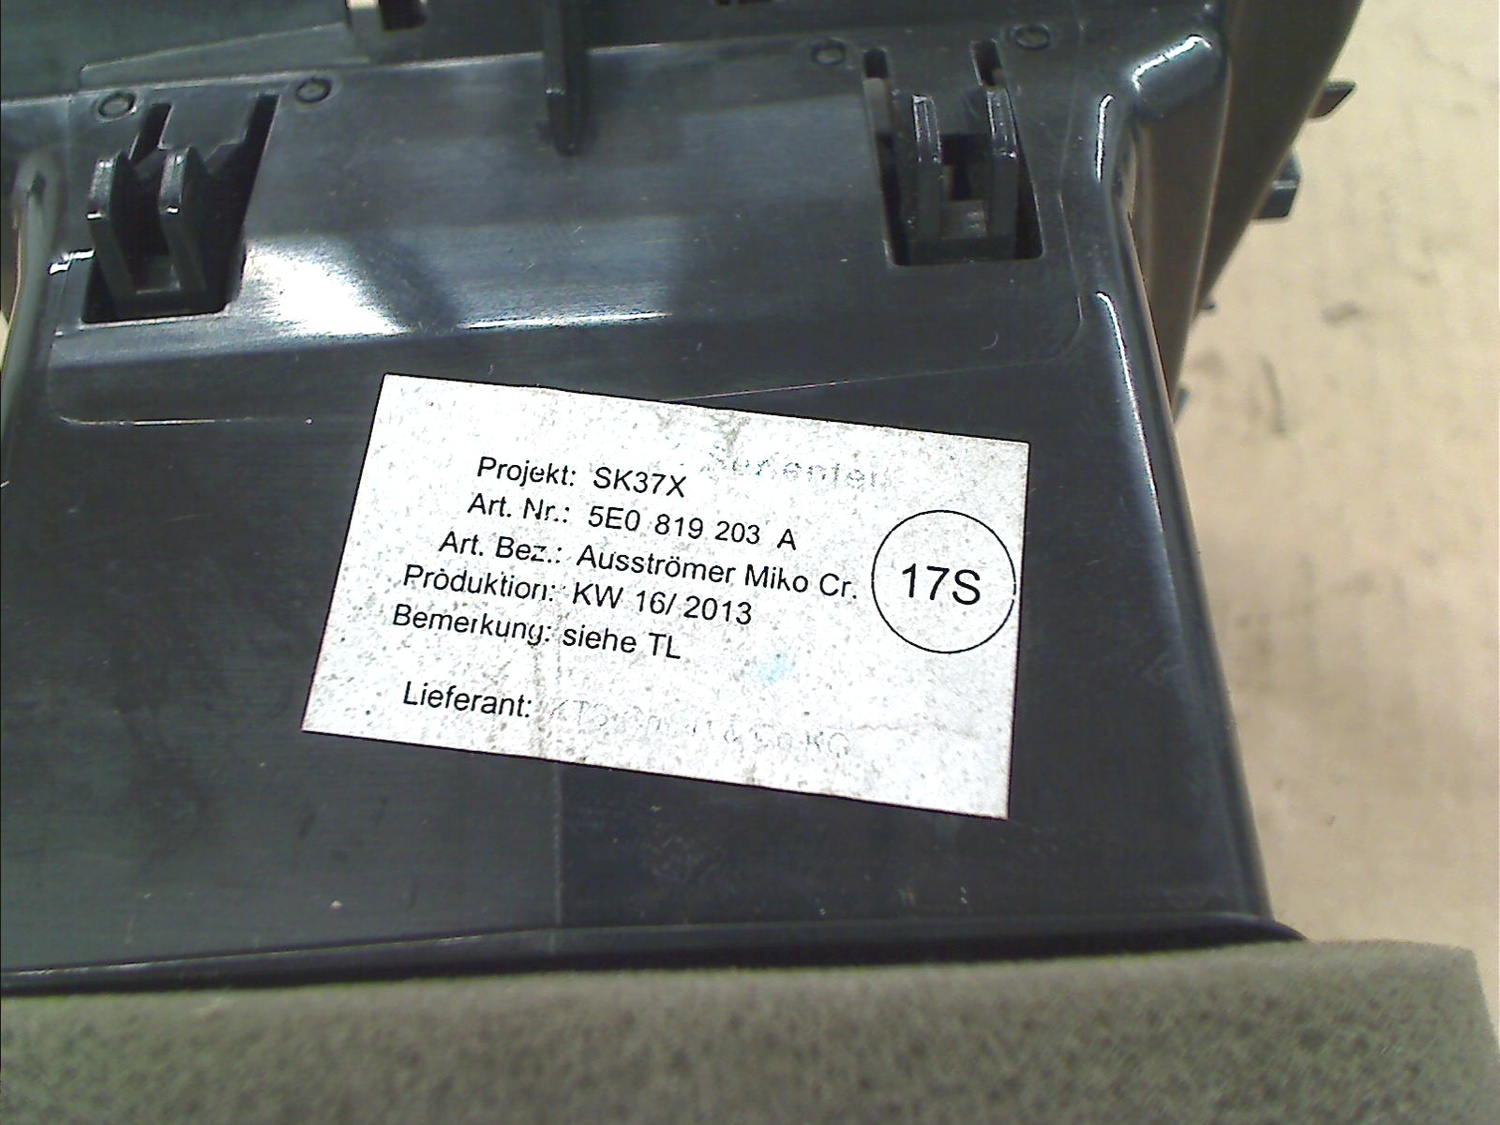 Projekt: SK37X
Art. Nr.: 5E0 819 203 A
Art. Bez.: Ausströmer Miko Cr.
Produktion: KW 16/ 2013
Bemerkung: siehe TL
17S
Lieferant: